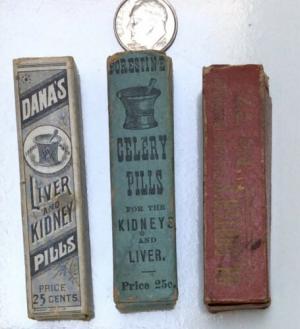 DANA'S
LIVER
AND
KIDNEY
PILLS
PRICE
25 CENTS.
FORESTINE
CELERY
PILLS
FOR THE
KIDNEYS
AND
LIVER.
Price 25c.